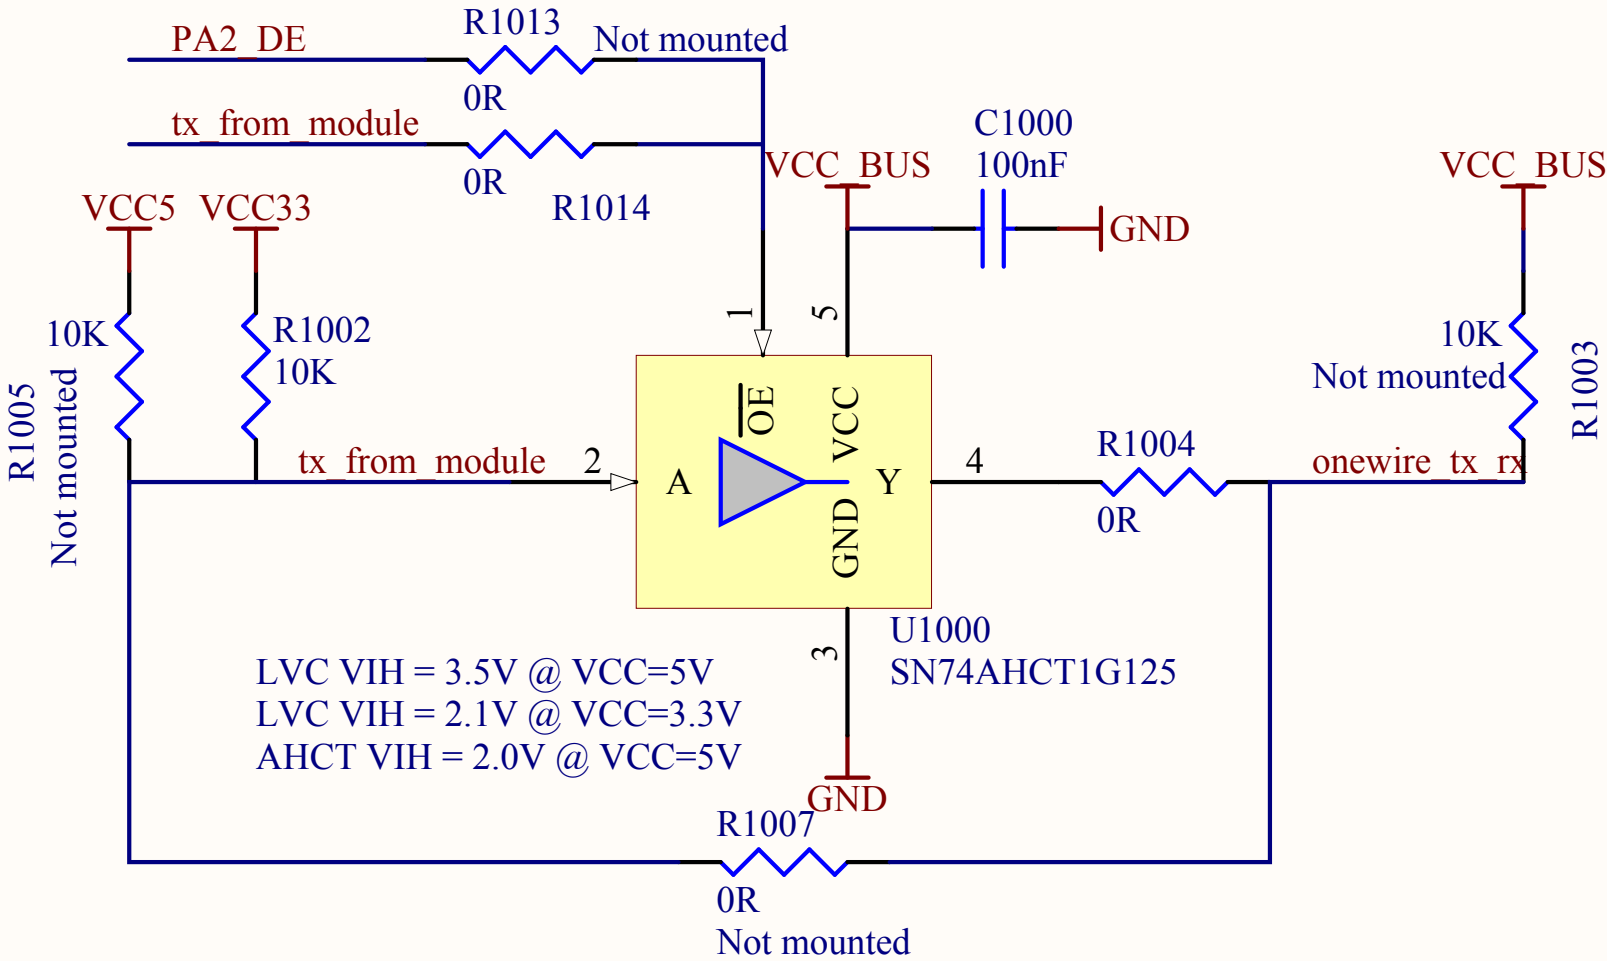 PA2_DE
R1013
Not mounted
0R
tx_from_module
0R
R1014
VCC5
VCC33
VCC_BUS
C1000
100nF
GND
VCC_BUS
10K
R1005
Not mounted
R1002
10K
1
5
10K
Not mounted
R1003
tx_from_module
2
A
OE
VCC
GND
Y
4
R1004
0R
onewire_tx_rx
3
U1000
SN74AHCT1G125
LVC VIH = 3.5V @ VCC=5V
LVC VIH = 2.1V @ VCC=3.3V
AHCT VIH = 2.0V @ VCC=5V
GND
R1007
0R
Not mounted